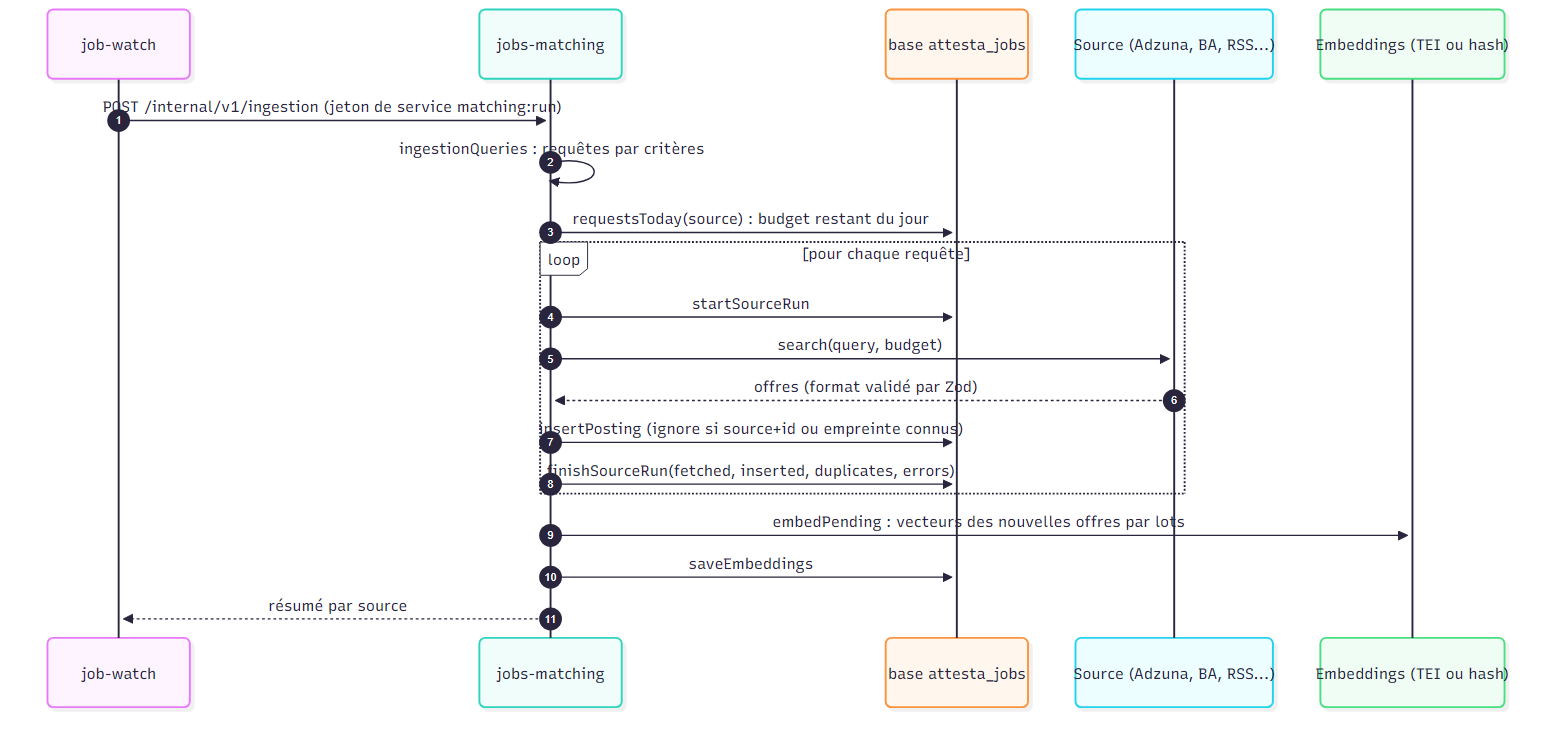 job-watch
jobs-matching
base attesta_jobs
Source (Adzuna, BA, RSS...)
Embeddings (TEI ou hash)
POST /internal/v1/ingestion (jeton de service matching:run)
1
ingestionQueries : requêtes par critères
2
requestsToday(source) : budget restant du jour
3
loop
[pour chaque requête]
startSourceRun
4
search(query, budget)
5
offres (format validé par Zod)
6
insertPosting (ignore si source+id ou empreinte connus)
7
finishSourceRun(fetched, inserted, duplicates, errors)
8
embedPending : vecteurs des nouvelles offres par lots
9
saveEmbeddings
10
résumé par source
11
job-watch
jobs-matching
base attesta_jobs
Source (Adzuna, BA, RSS...)
Embeddings (TEI ou hash)